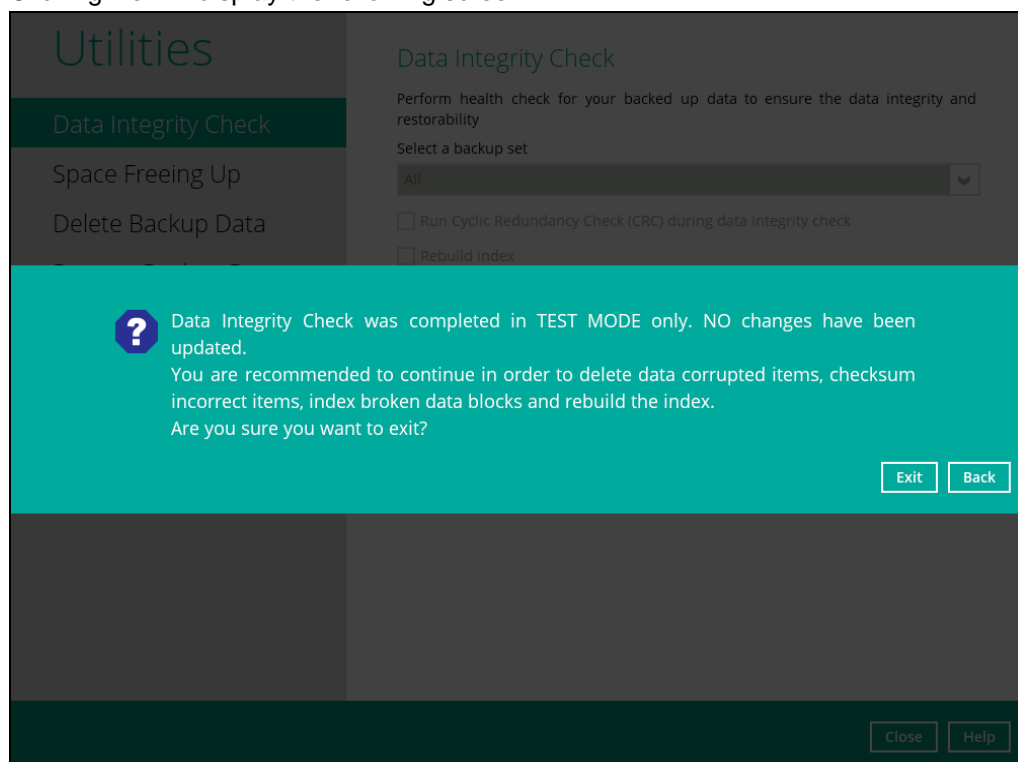 Utilities
Data Integrity Check
Space Freeing Up
Delete Backup Data
Data Integrity Check
Perform health check for your backed up data to ensure the data integrity and
restorability
Select a backup set
All
Run Cyclic Redundancy Check (CRC) during data integrity check
Rebuild index
Data Integrity Check was completed in TEST MODE only. NO changes have been
updated.
You are recommended to continue in order to delete data corrupted items, checksum
incorrect items, index broken data blocks and rebuild the index.
Are you sure you want to exit?
Exit Back
Close Help